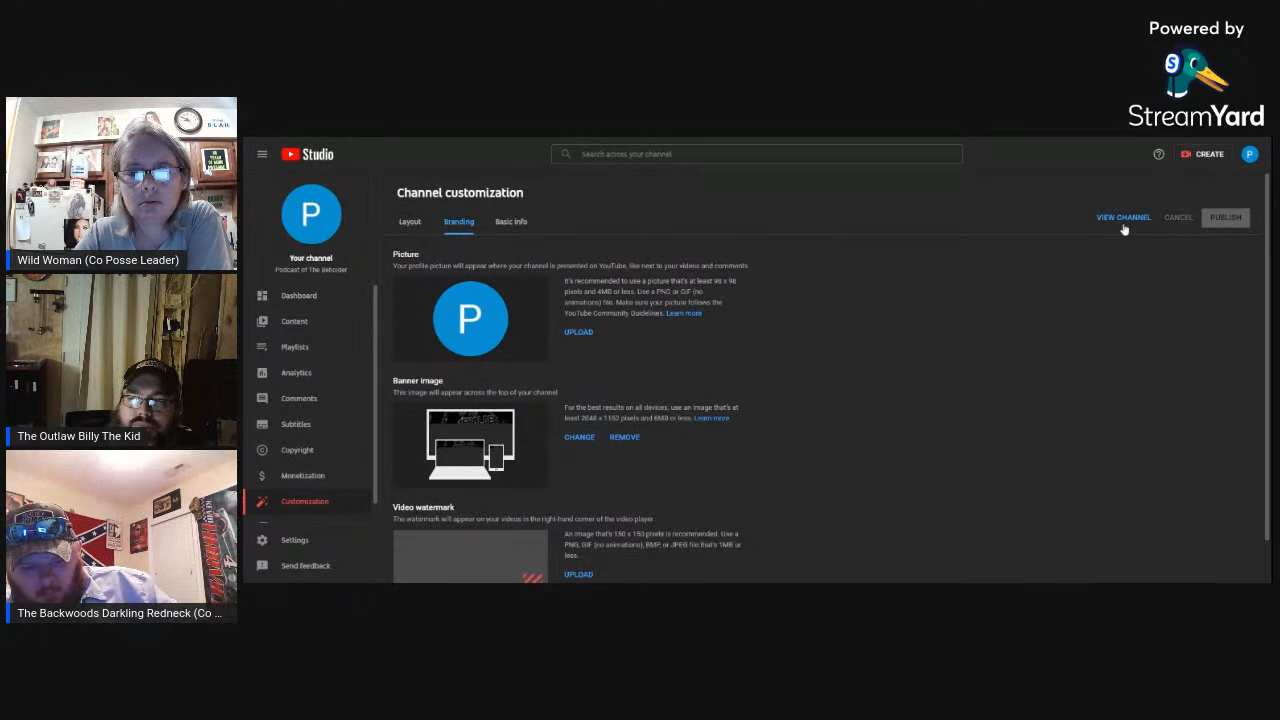 Powered by
S
StreamYard
BLAH
Wild Woman (Co Posse Leader)
The Outlaw Billy The Kid
The Backwoods Darkling Redneck (Co ...
Studio
Search across your channel
CREATE
P
P
Your channel
Podcast of The Beholder
Dashboard
Content
Playlists
Analytics
Comments
Subtitles
Copyright
Monetization
Customization
Settings
Send feedback
Channel customization
Layout
Branding
Basic info
VIEW CHANNEL
CANCEL
PUBLISH
Picture
Your profile picture will appear where your channel is presented on YouTube, like next to your videos and comments
P
It's recommended to use a picture that's at least 98 x 98
pixels and 4MB or less. Use a PNG or GIF (no
animations) file. Make sure your picture follows the
YouTube Community Guidelines. Learn more
UPLOAD
Banner image
This image will appear across the top of your channel
For the best results on all devices, use an image that's at
least 2048 x 1152 pixels and 6MB or less. Learn more
CHANGE
REMOVE
Video watermark
The watermark will appear on your videos in the right-hand corner of the video player
An image that's 150 x 150 pixels is recommended. Use a
PNG, GIF (no animations), BMP, or JPEG file that's 1MB or
less.
UPLOAD